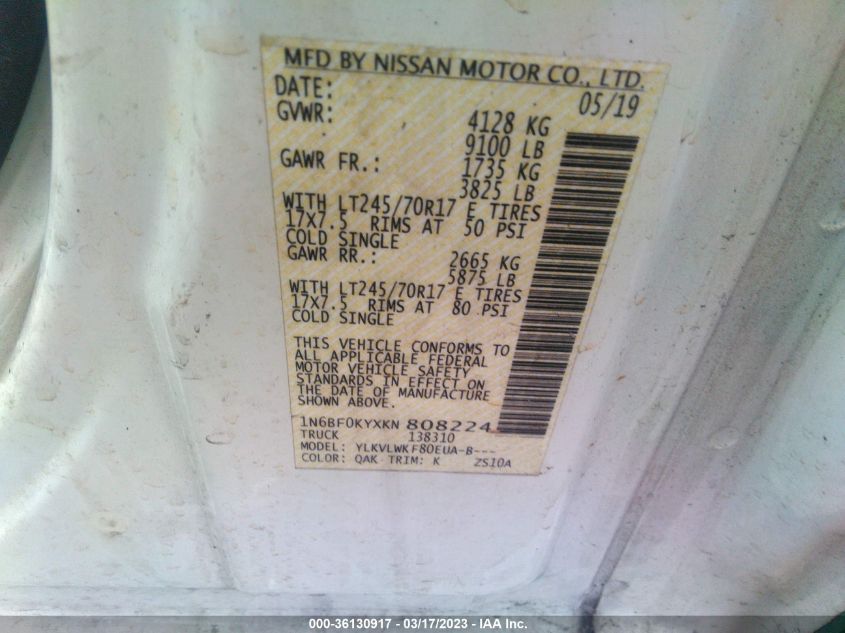 MFD BY NISSAN MOTOR CO., LTD.
DATE: 05/19
GVWR: 4128 KG
9100 LB
GAWR FR.: 1735 KG
3825 LB
WITH LT245/70R17 E TIRES
17X7.5 RIMS AT 50 PSI
COLD SINGLE
GAWR RR.: 2665 KG
5875 LB
WITH LT245/70R17 E TIRES
17X7.5 RIMS AT 80 PSI
COLD SINGLE
THIS VEHICLE CONFORMS TO
ALL APPLICABLE FEDERAL
MOTOR VEHICLE SAFETY
STANDARDS IN EFFECT ON
THE DATE OF MANUFACTURE
SHOWN ABOVE.
1N6BF0KYXKN 808224
TRUCK 138310
MODEL: YLKVLWKF80EUA-B---
COLOR: QAK TRIM: K ZS10A
000-36130917 - 03/17/2023 - IAA Inc.